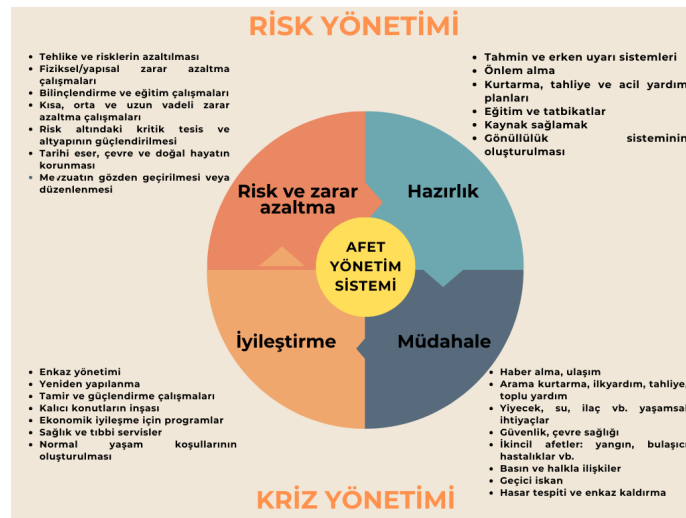 RİSK YÖNETİMİ
Tehlike ve risklerin azaltılması
Fiziksel/yapısal zarar azaltma
çalışmaları
Bilinçlendirme ve eğitim çalışmaları
Kısa, orta ve uzun vadeli zarar
azaltma çalışmaları
Risk altındaki kritik tesis ve
altyapının güçlendirilmesi
Tarihi eser, çevre ve doğal hayatın
korunması
Mevzuatın gözden geçirilmesi veya
düzenlenmesi
Tahmin ve erken uyarı sistemleri
Önlem alma
Kurtarma, tahliye ve acil yardım
planları
Eğitim ve tatbikatlar
Kaynak sağlamak
Gönüllülük sisteminin
oluşturulması
Risk ve zarar
azaltma
Hazırlık
AFET
YÖNETİM
SİSTEMİ
İyileştirme
Müdahale
Enkaz yönetimi
Yeniden yapılanma
Tamir ve güçlendirme çalışmaları
Kalıcı konutların inşası
Ekonomik iyileşme için programlar
Sağlık ve tıbbi servisler
Normal yaşam koşullarının
oluşturulması
Haber alma, ulaşım
Arama kurtarma, ilkyardım, tahliye,
toplu yardım
Yiyecek, su, ilaç vb. yaşamsal
ihtiyaçlar
Güvenlik, çevre sağlığı
İkincil afetler: yangın, bulaşıcı
hastalıklar vb.
Basın ve halkla ilişkiler
Geçici iskan
Hasar tespiti ve enkaz kaldırma
KRİZ YÖNETİMİ